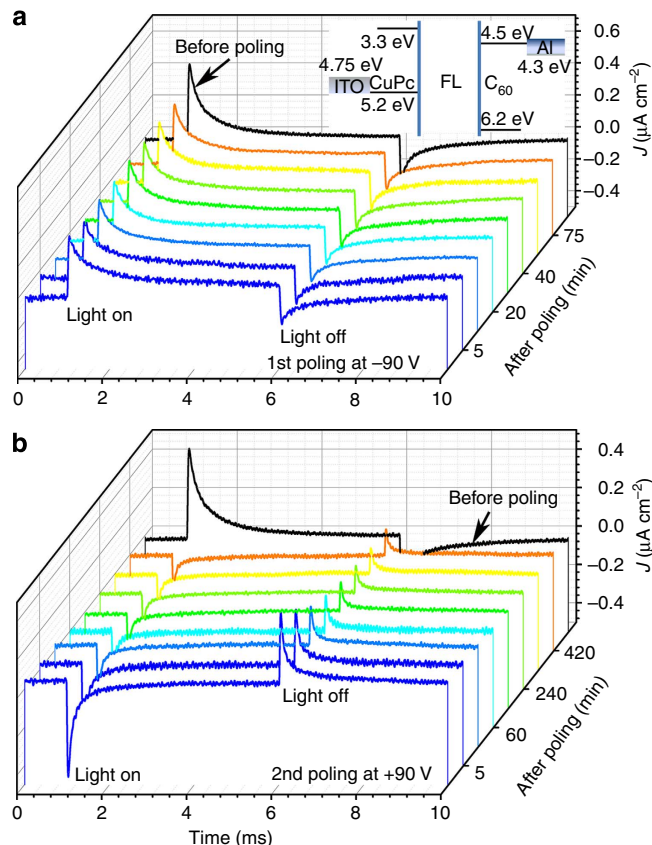 a
Before poling
3.3 eV
4.5 eV
Al
4.75 eV
4.3 eV
ITO
CuPc
FL
C60
5.2 eV
6.2 eV
0.6
0.4
0.2
0.0
−0.2
−0.4
J (μA cm−2)
75
40
20
5
After poling (min)
Light on
Light off
1st poling at −90 V
0 2 4 6 8 10
b
Before poling
0.4
0.2
0.0
−0.2
−0.4
J (μA cm−2)
420
240
60
5
After poling (min)
Light off
Light on
2nd poling at +90 V
0 2 4 6 8 10
Time (ms)